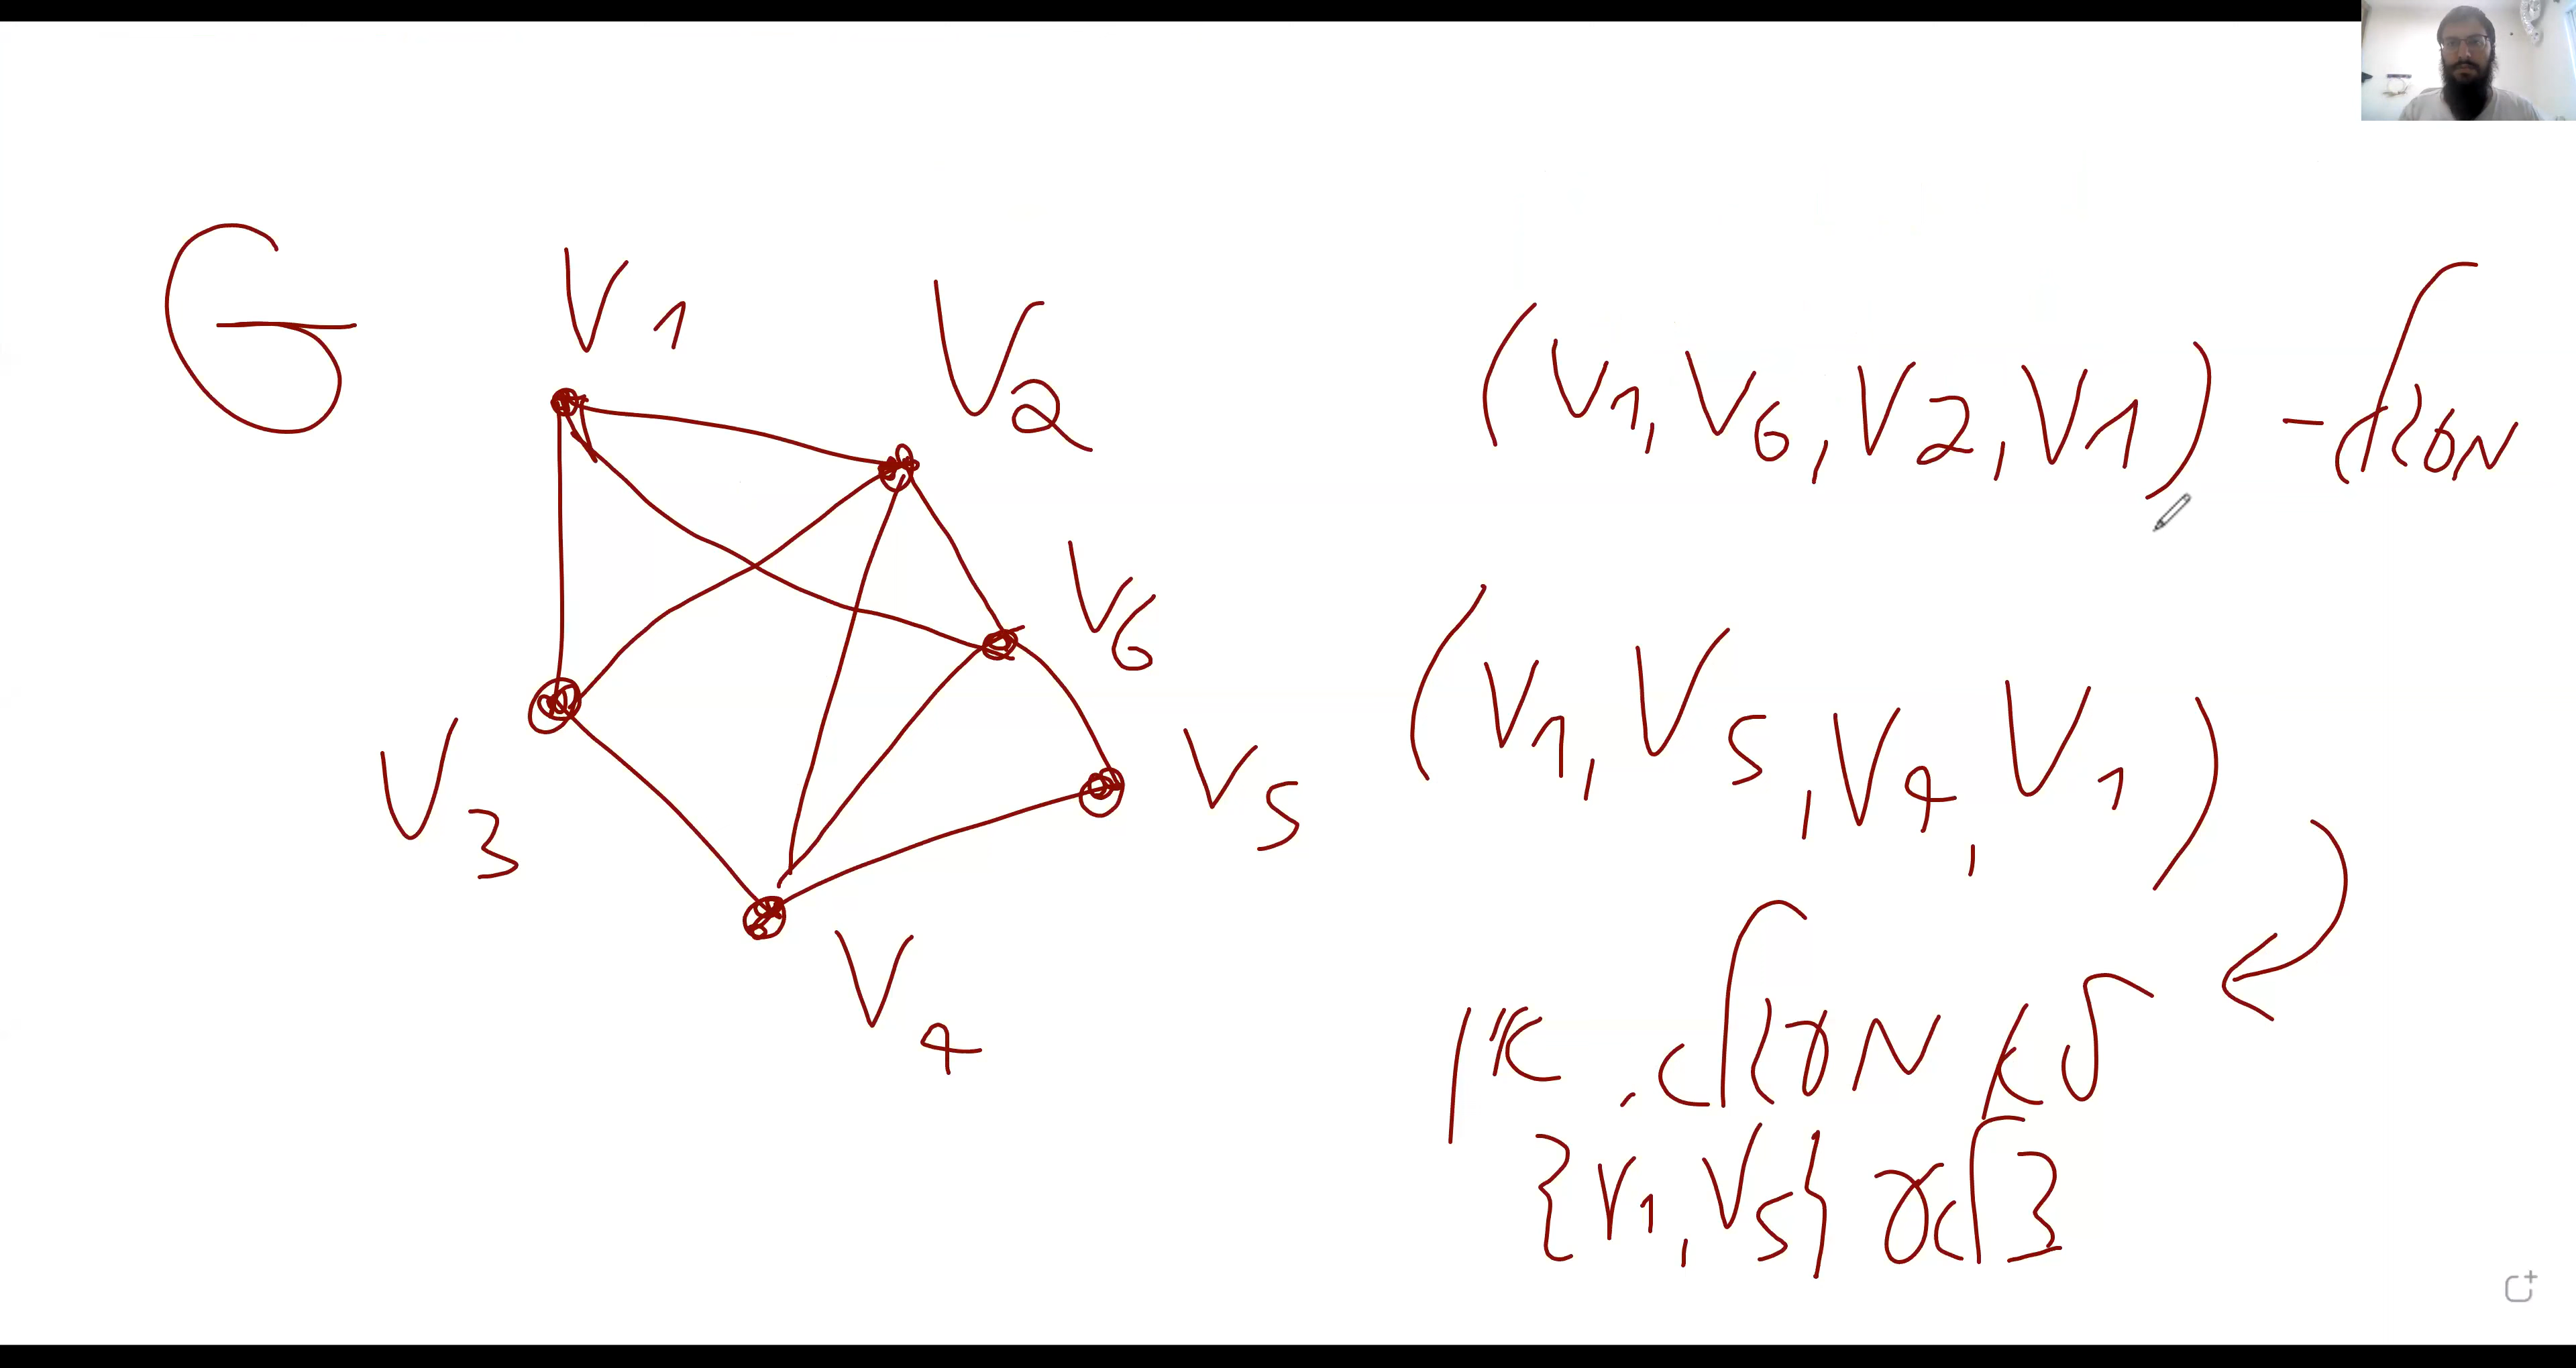 G
V1
V2
(V1, V6, V2, V1) - מעגל
V6
V3
V5
(V1, V5, V4, V1)
V4
לא מעגל. אין
צלע {V1, V5}